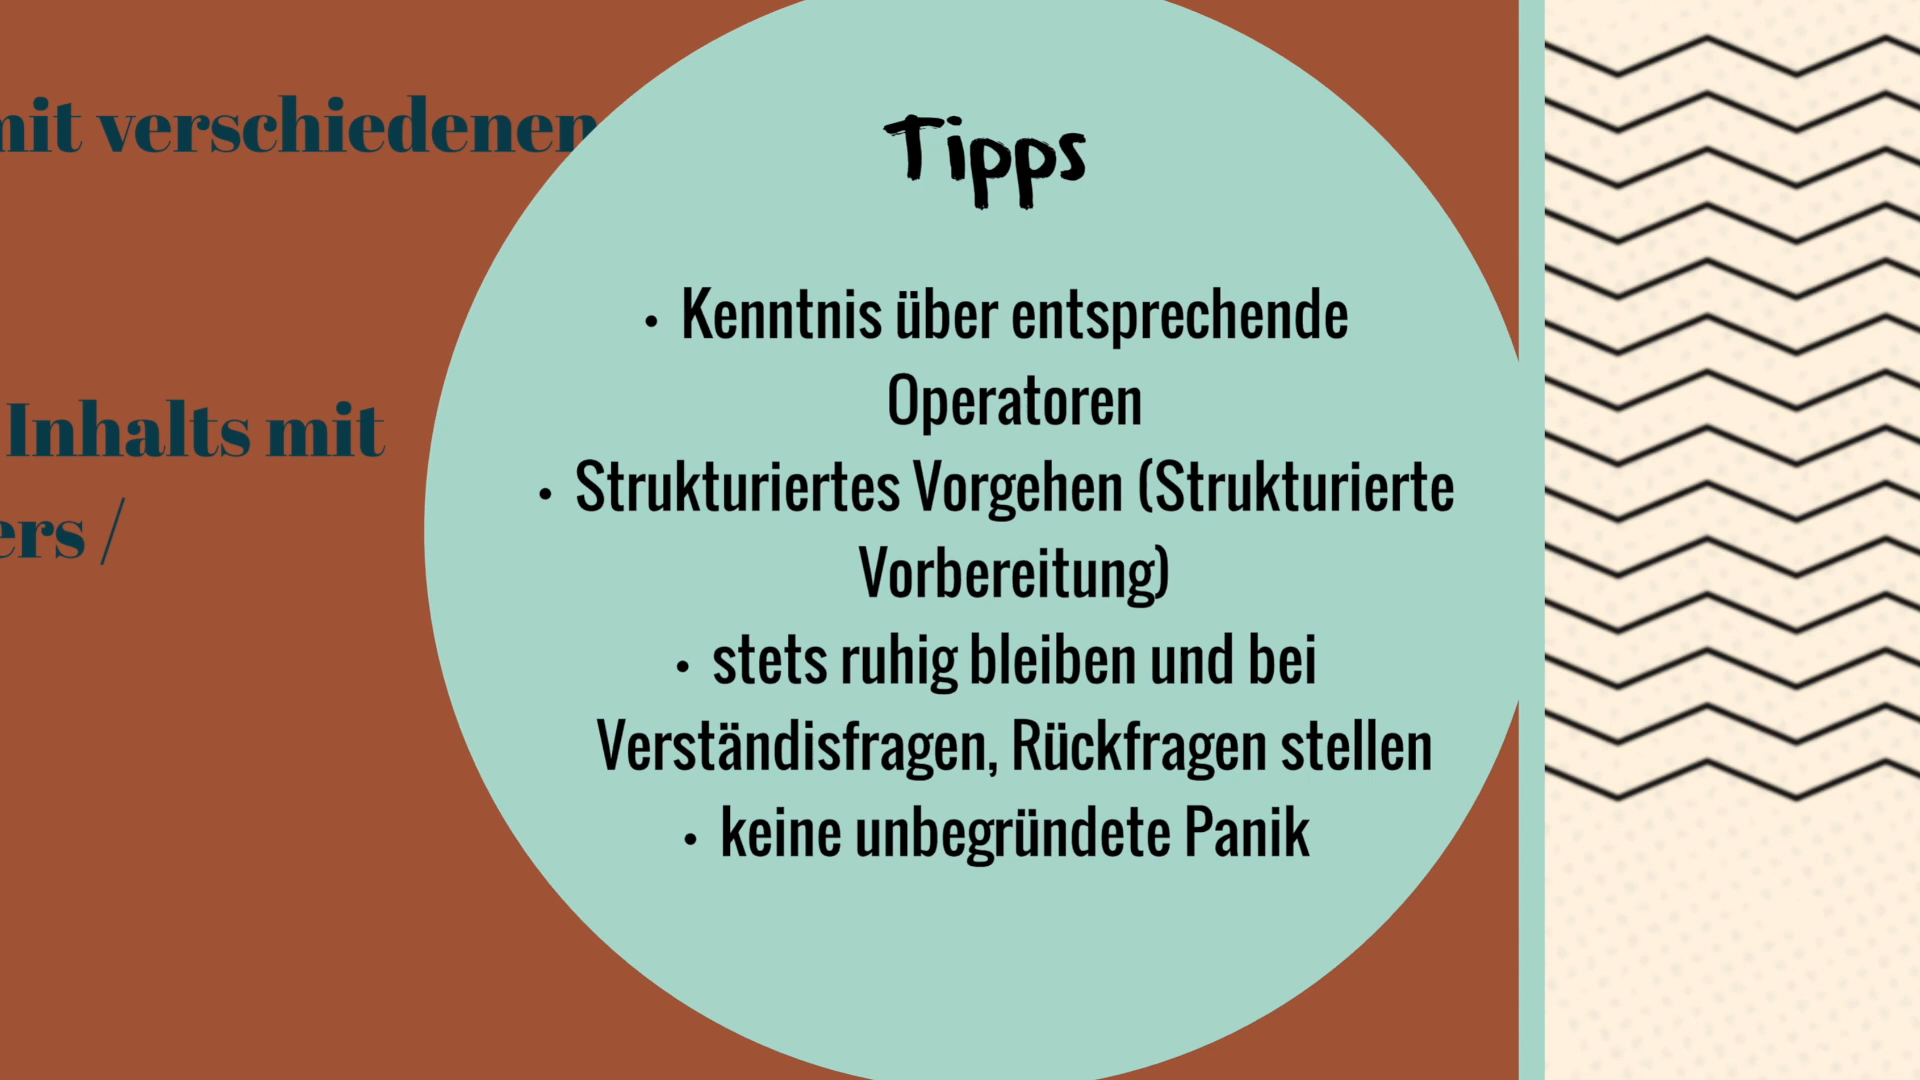 mit verschiedenen
Inhalts mit
ers /
Tipps
• Kenntnis über entsprechende
Operatoren
• Strukturiertes Vorgehen (Strukturierte
Vorbereitung)
• stets ruhig bleiben und bei
Verständisfragen, Rückfragen stellen
• keine unbegründete Panik